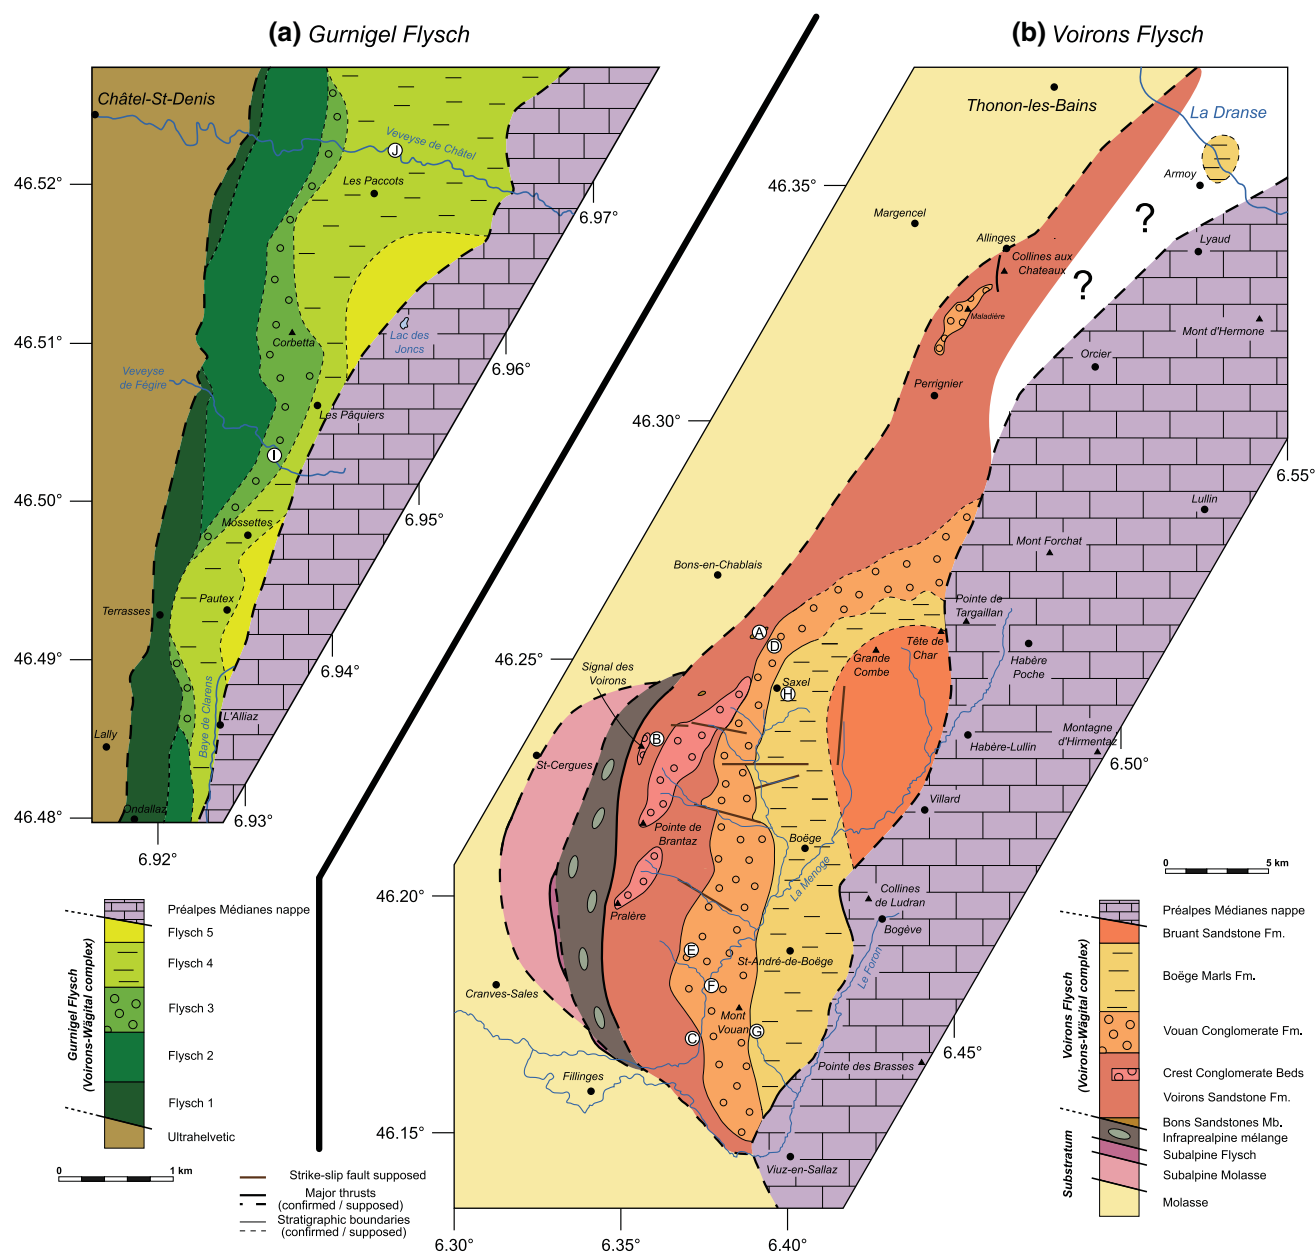 (a) Gurnigel Flysch
(b) Voirons Flysch
Châtel-St-Denis
Veveyse de Châtel
J
Les Paccots
46.52°
6.97°
Corbetta
Lac des
Joncs
46.51°
6.96°
Veveyse
de Fégire
Les Pâquiers
I
46.50°
6.95°
Mossettes
Terrasses
Pautex
46.49°
6.94°
Baye de Clarens
L'Alliaz
Lally
Ondallaz
46.48°
6.93°
6.92°
Gurnigel Flysch
(Voirons-Wägital complex)
Préalpes Médianes nappe
Flysch 5
Flysch 4
Flysch 3
Flysch 2
Flysch 1
Ultrahelvetic
0 1 km
Strike-slip fault supposed
Major thrusts
(confirmed / supposed)
Stratigraphic boundaries
(confirmed / supposed)
Thonon-les-Bains
La Dranse
Armoy
46.35°
Margencel
?
Lyaud
Allinges
Collines aux
Chateaux
?
Maladière
Mont d'Hermone
Orcier
Perrignier
46.30°
6.55°
Lullin
Mont Forchat
Bons-en-Chablais
Pointe de
Targaillan
A
D
Tête de
Char
Grande
Combe
Habère
Poche
46.25°
Signal des
Voirons
Saxel
H
B
St-Cergues
Habère-Lullin
Montagne
d'Hirmentaz
6.50°
Villard
Pointe de
Brantaz
Boëge
La Menoge
46.20°
Collines
de Ludran
Pralère
Bogève
E
St-André-de-Boëge
Le Foron
F
Cranves-Sales
Mont
Vouan
G
C
6.45°
Pointe des Brasses
Fillinges
46.15°
Viuz-en-Sallaz
6.30°
6.35°
6.40°
0 5 km
Voirons Flysch
(Voirons-Wägital complex)
Substratum
Préalpes Médianes nappe
Bruant Sandstone Fm.
Boëge Marls Fm.
Vouan Conglomerate Fm.
Crest Conglomerate Beds
Voirons Sandstone Fm.
Bons Sandstones Mb.
Infraprealpine mélange
Subalpine Flysch
Subalpine Molasse
Molasse